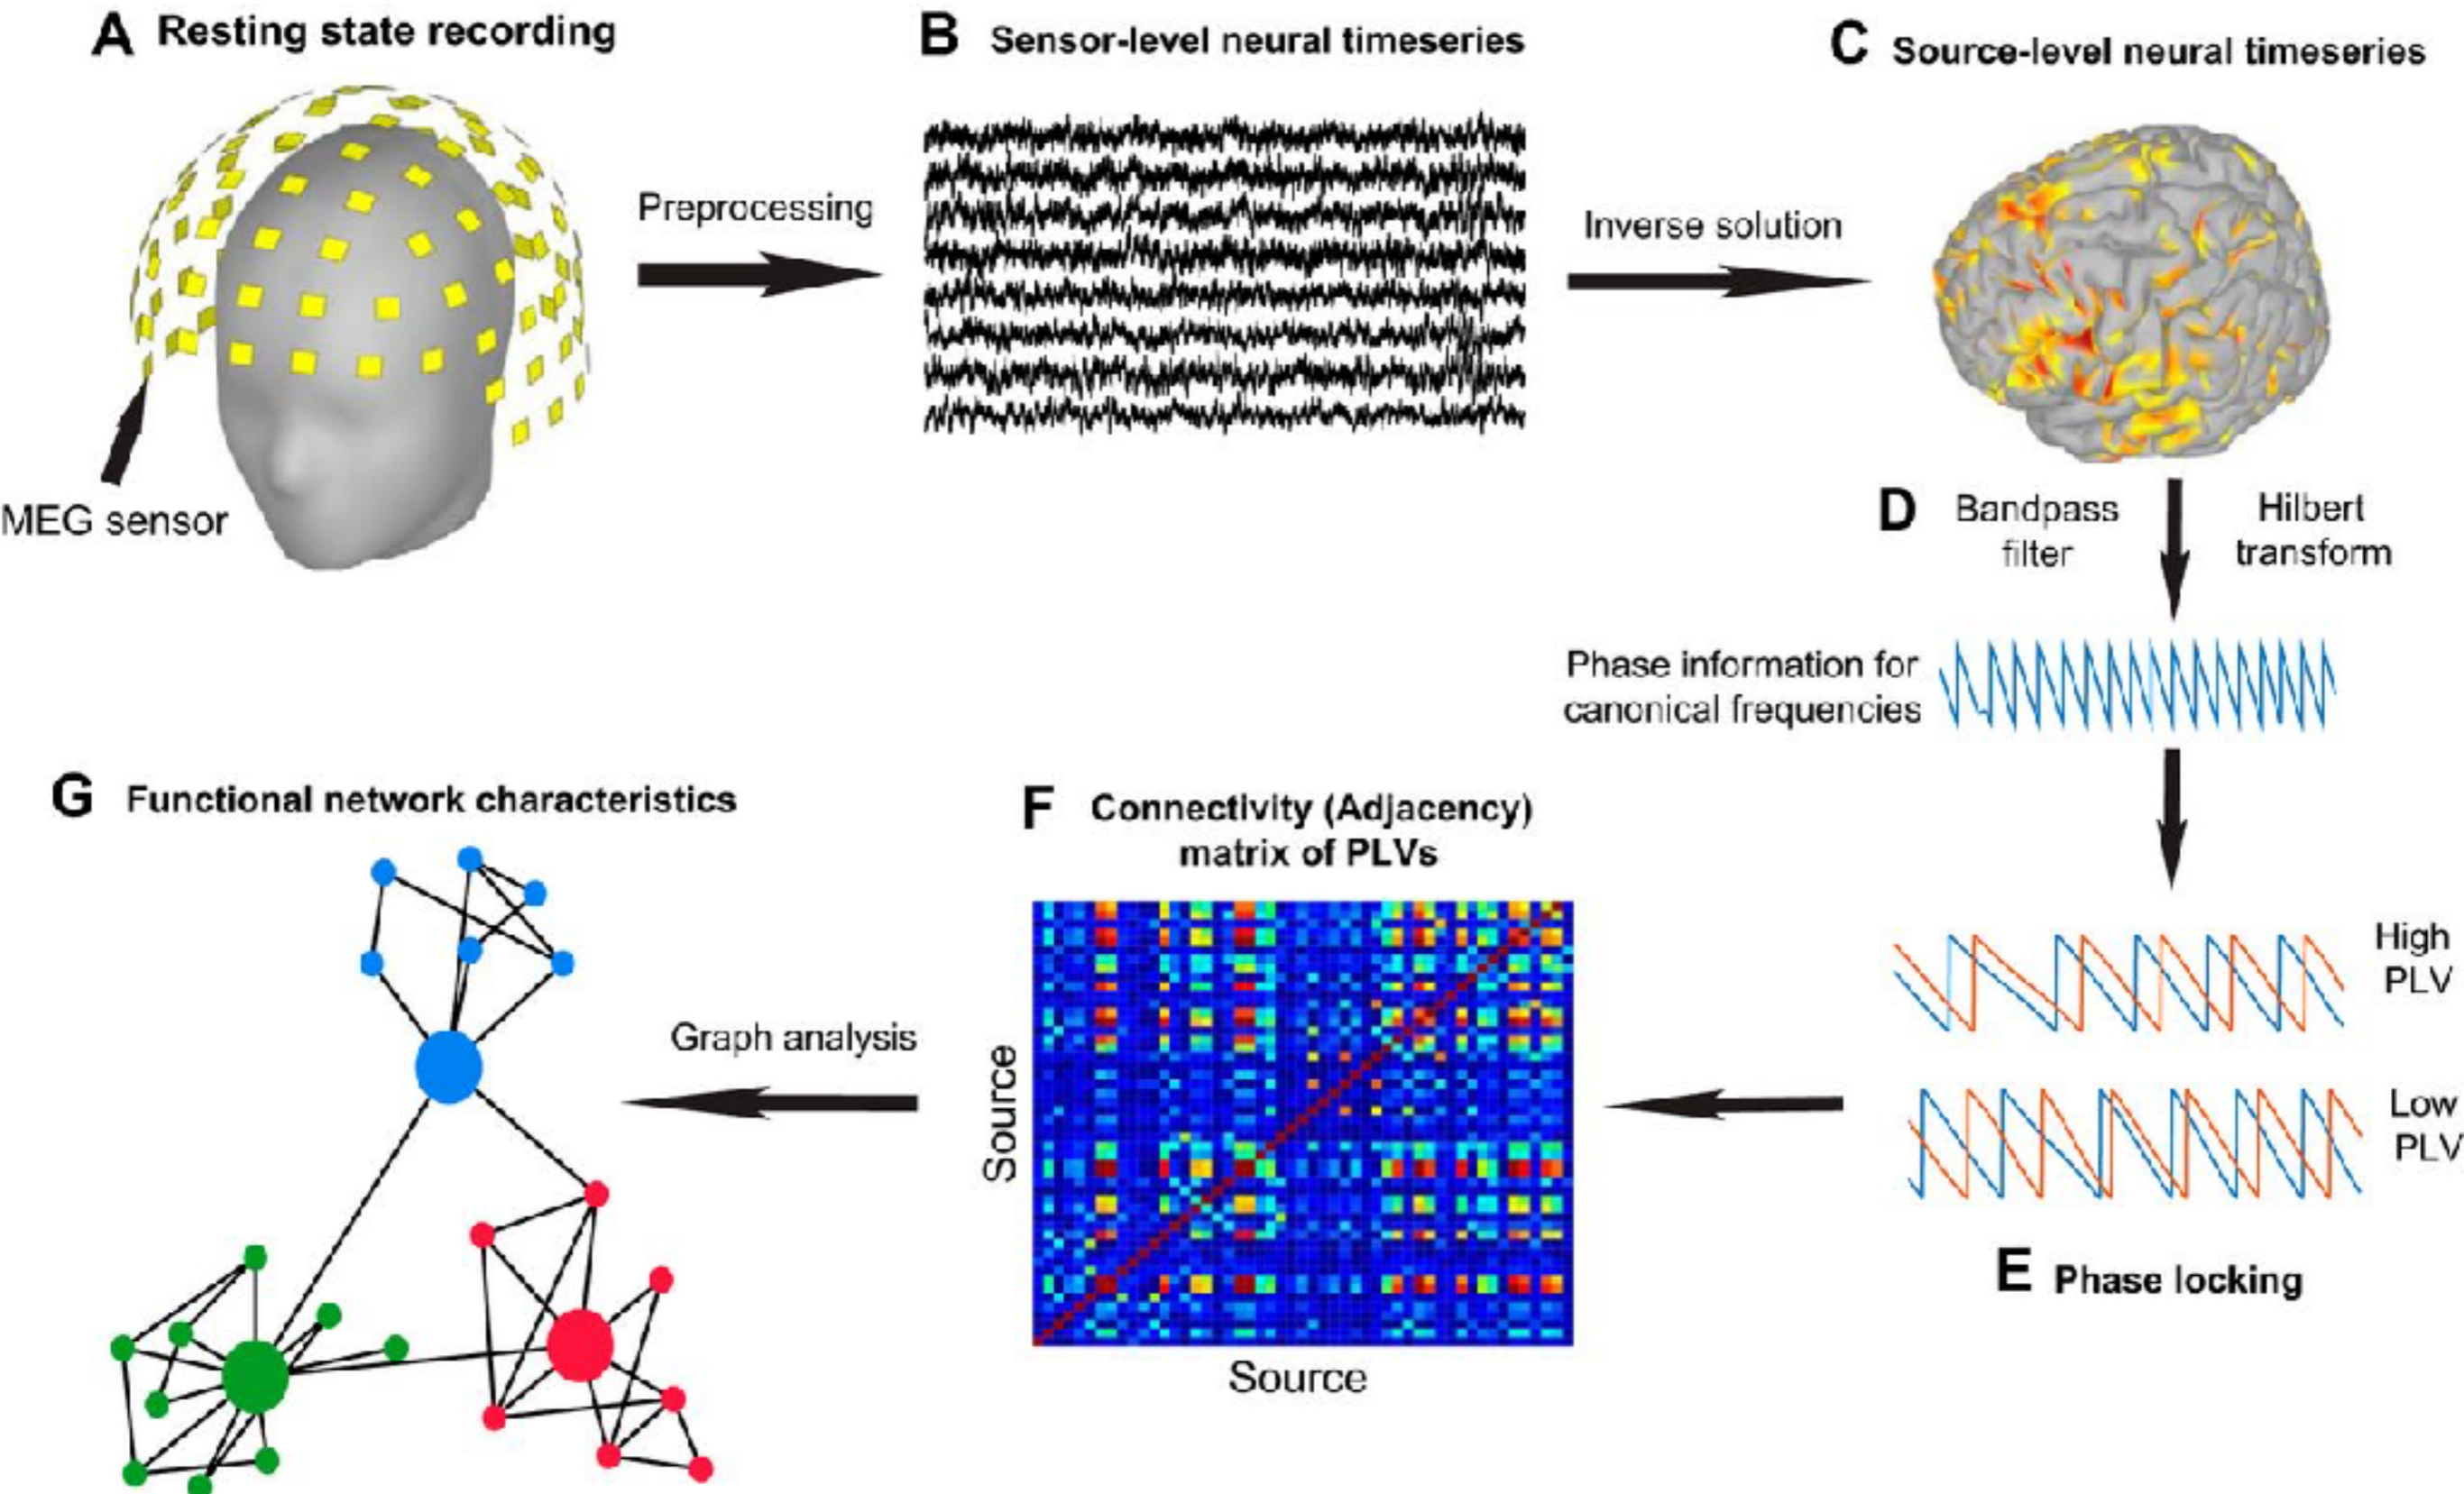 A Resting state recording
MEG sensor
Preprocessing
B Sensor-level neural timeseries
Inverse solution
C Source-level neural timeseries
D Bandpass
filter
Hilbert
transform
Phase information for
canonical frequencies
High
PLV
Low
PLV
E Phase locking
F Connectivity (Adjacency)
matrix of PLVs
Source
Source
Graph analysis
G Functional network characteristics